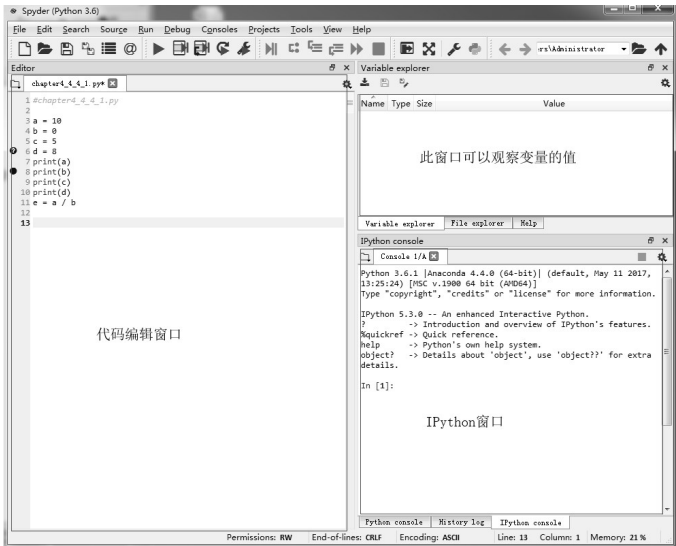 Spyder (Python 3.6)
File Edit Search Source Run Debug Consoles Projects Tools View Help
rs\Administrator
Editor
Variable explorer
chapter4_4_4_1.py*
1 #chapter4_4_4_1.py
2
3 a = 10
4 b = 0
5 c = 5
6 d = 8
7 print(a)
8 print(b)
9 print(c)
10 print(d)
11 e = a / b
12
13
代码编辑窗口
Name Type Size Value
此窗口可以观察变量的值
Variable explorer File explorer Help
IPython console
Console 1/A
Python 3.6.1 |Anaconda 4.4.0 (64-bit)| (default, May 11 2017,
13:25:24) [MSC v.1900 64 bit (AMD64)]
Type "copyright", "credits" or "license" for more information.
IPython 5.3.0 -- An enhanced Interactive Python.
? -> Introduction and overview of IPython's features.
%quickref -> Quick reference.
help -> Python's own help system.
object? -> Details about 'object', use 'object??' for extra
details.
In [1]:
IPython窗口
Python console History log IPython console
Permissions: RW End-of-lines: CRLF Encoding: ASCII Line: 13 Column: 1 Memory: 21 %